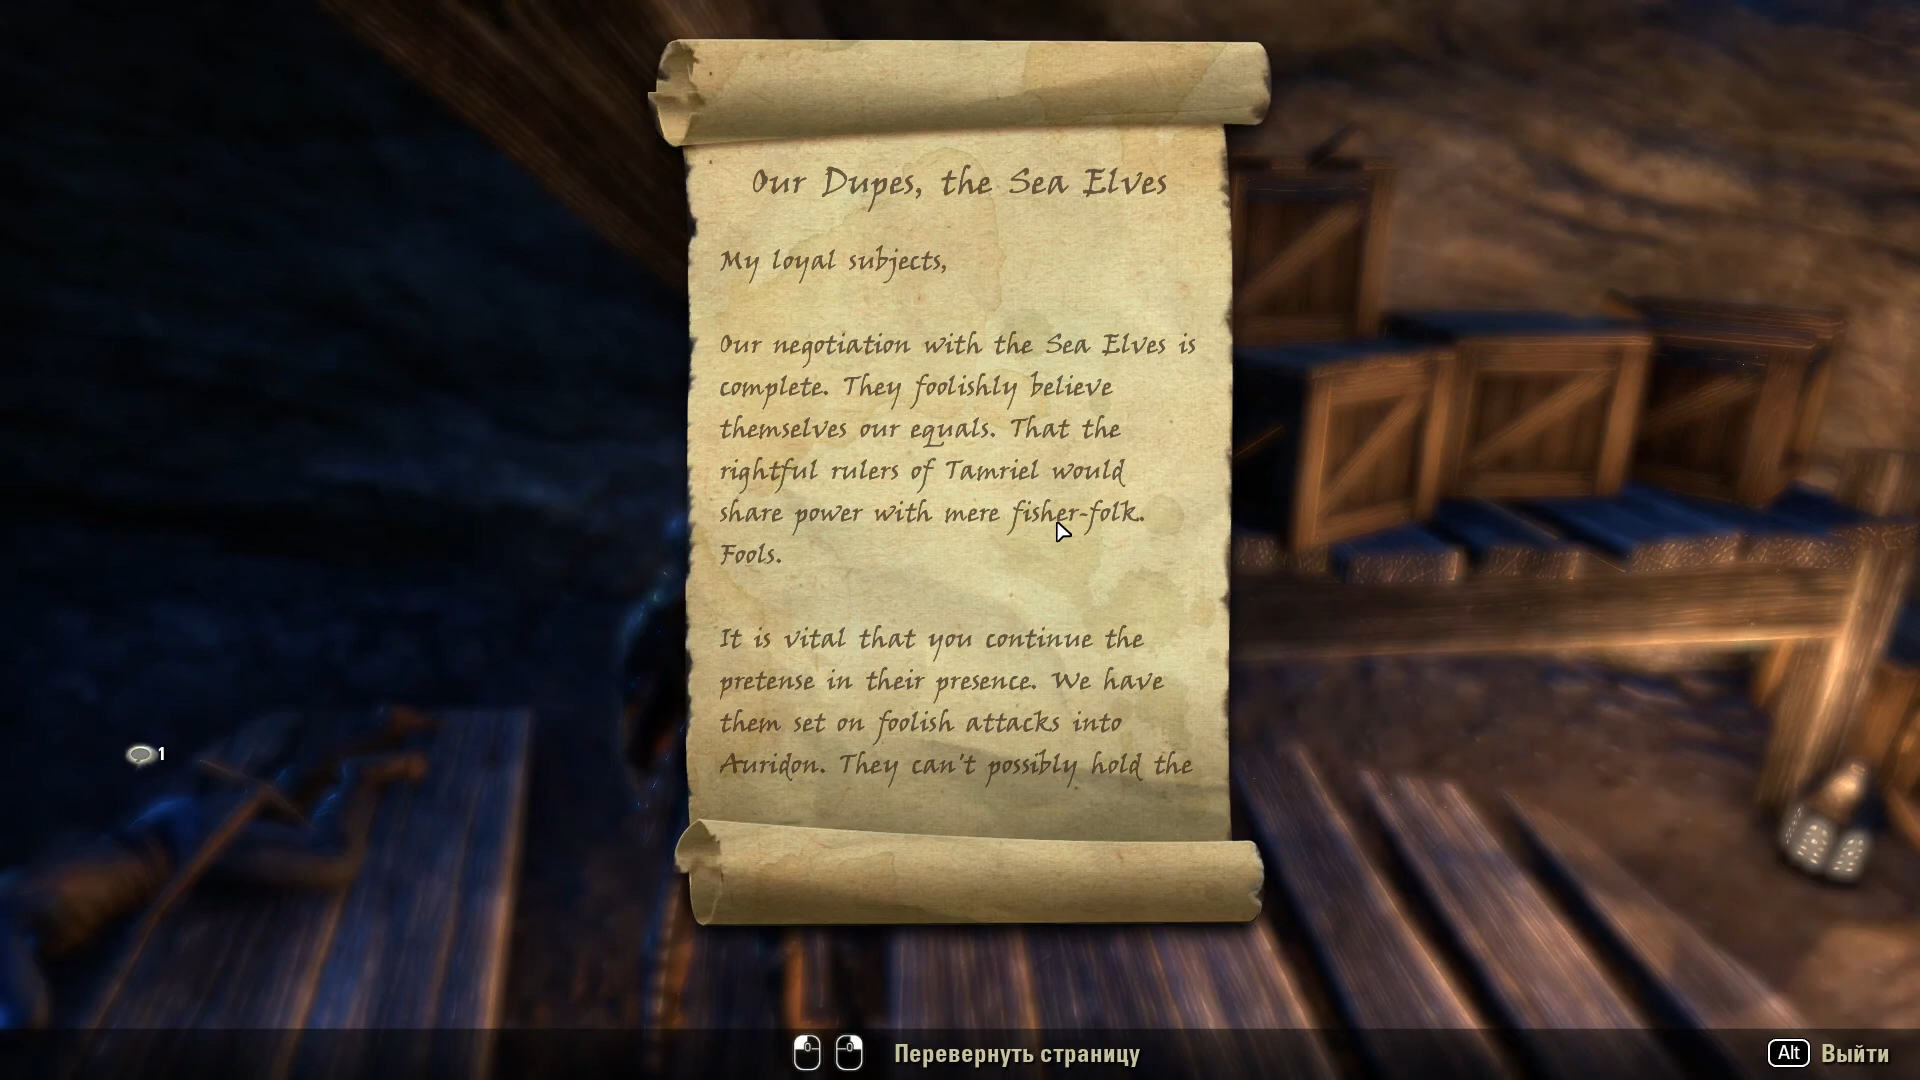 Our Dupes, the Sea Elves
My loyal subjects,
Our negotiation with the Sea Elves is
complete. They foolishly believe
themselves our equals. That the
rightful rulers of Tamriel would
share power with mere fisher-folk.
Fools.
It is vital that you continue the
pretense in their presence. We have
them set on foolish attacks into
Auridon. They can't possibly hold the
1
Перевернуть страницу
Alt Выйти